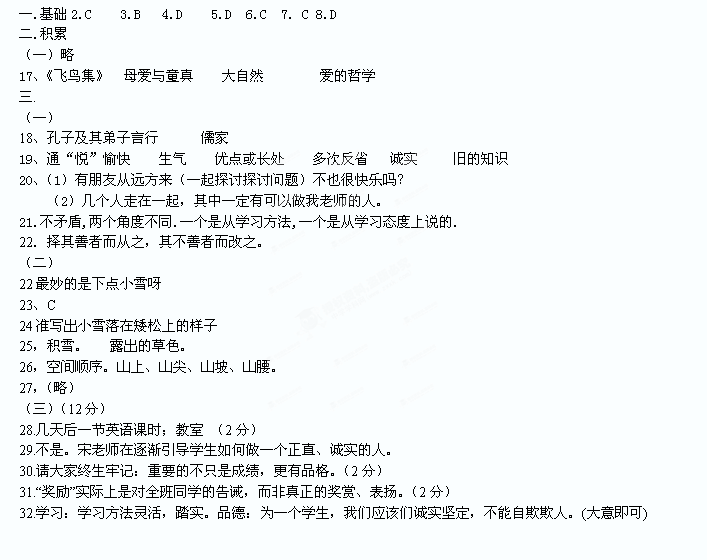 一.基础 2.C 3.B 4.D 5.D 6.C 7. C 8.D
二.积累
（一）略
17、《飞鸟集》 母爱与童真 大自然 爱的哲学
三.
（一）
18、孔子及其弟子言行 儒家
19、通“悦”愉快 生气 优点或长处 多次反省 诚实 旧的知识
20、（1）有朋友从远方来（一起探讨探讨问题）不也很快乐吗？
（2）几个人走在一起，其中一定有可以做我老师的人。
21.不矛盾,两个角度不同.一个是从学习方法,一个是从学习态度上说的.
22. 择其善者而从之，其不善者而改之。
（二）
22 最妙的是下点小雪呀
23、C
24 准写出小雪落在矮松上的样子
25，积雪。 露出的草色。
26，空间顺序。山上、山尖、山坡、山腰。
27，（略）
（三）（12 分）
28.几天后一节英语课时；教室 （2 分）
29.不是。宋老师在逐渐引导学生如何做一个正直、诚实的人。
30.请大家终生牢记：重要的不只是成绩，更有品格。（2 分）
31.“奖励”实际上是对全班同学的告诫，而非真正的奖赏、表扬。（2 分）
32.学习：学习方法灵活，踏实。品德：为一个学生，我们应该们诚实坚定，不能自欺欺人。(大意即可)